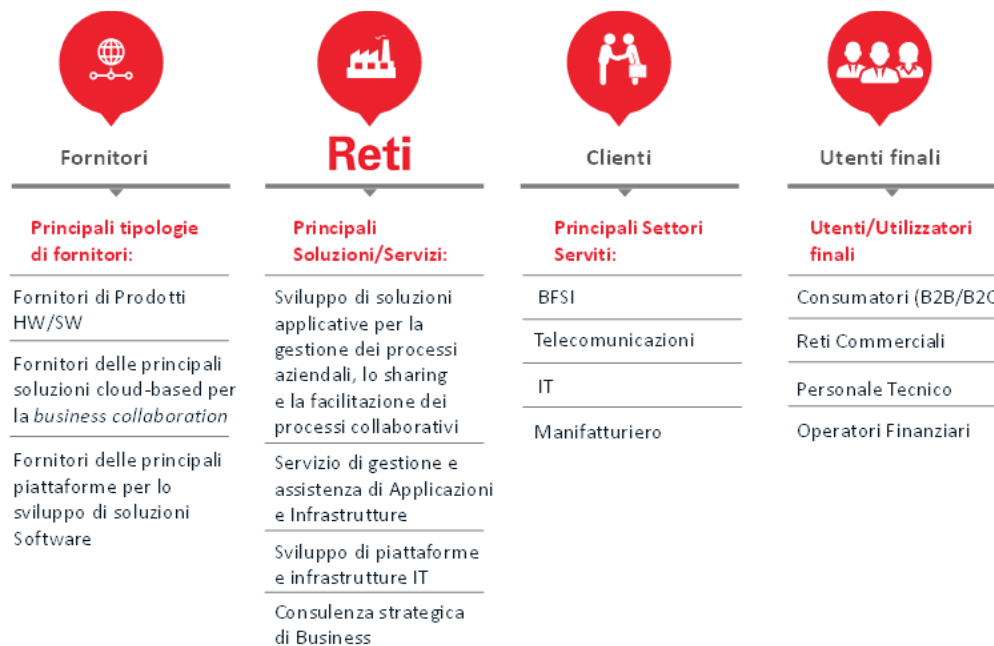 Fornitori
Principali tipologie
di fornitori:
Fornitori di Prodotti
HW/SW
Fornitori delle principali
soluzioni cloud-based per
la business collaboration
Fornitori delle principali
piattaforme per lo
sviluppo di soluzioni
Software
Reti
Principali
Soluzioni/Servizi:
Sviluppo di soluzioni
applicative per la
gestione dei processi
aziendali, lo sharing
e la facilitazione dei
processi collaborativi
Servizio di gestione e
assistenza di Applicazioni
e Infrastrutture
Sviluppo di piattaforme
e infrastrutture IT
Consulenza strategica
di Business
Clienti
Principali Settori
Serviti:
BFSI
Telecomunicazioni
IT
Manifatturiero
Utenti finali
Utenti/Utilizzatori
finali
Consumatori (B2B/B2C
Reti Commerciali
Personale Tecnico
Operatori Finanziari